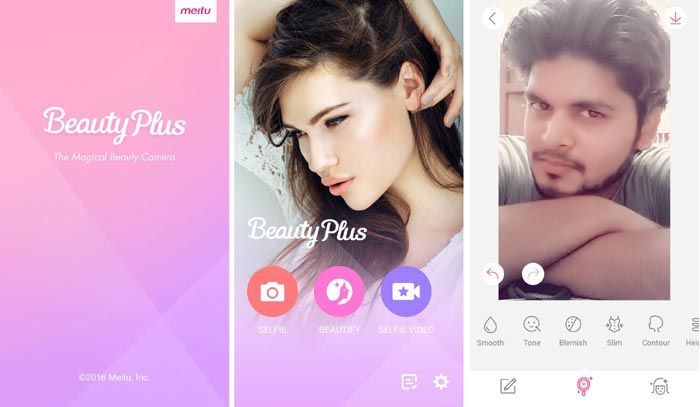 meitu
BeautyPlus
The Magical Beauty Camera
©2016 Meitu, Inc.
BeautyPlus
SELFIE BEAUTIFY SELFIE VIDEO
Smooth Tone Blemish Slim Contour